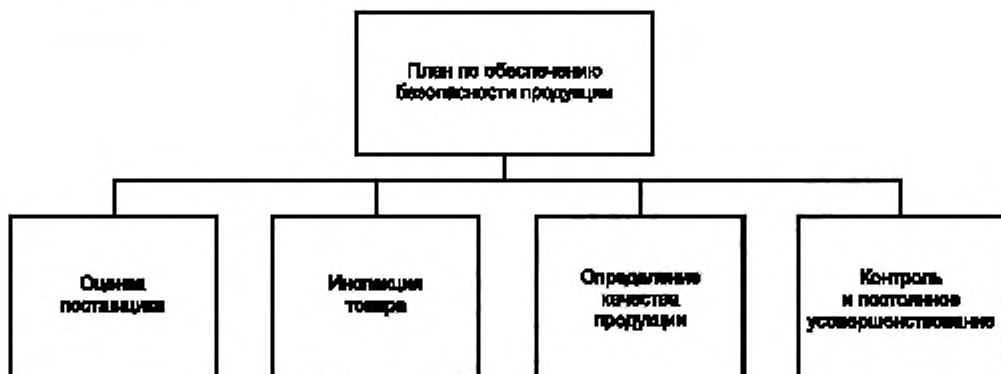 План по обеспечению
безопасности продукции
Оценка
поставщика
Инспекция
товара
Определение
качества
продукции
Контроль
и постоянное
усовершенствование